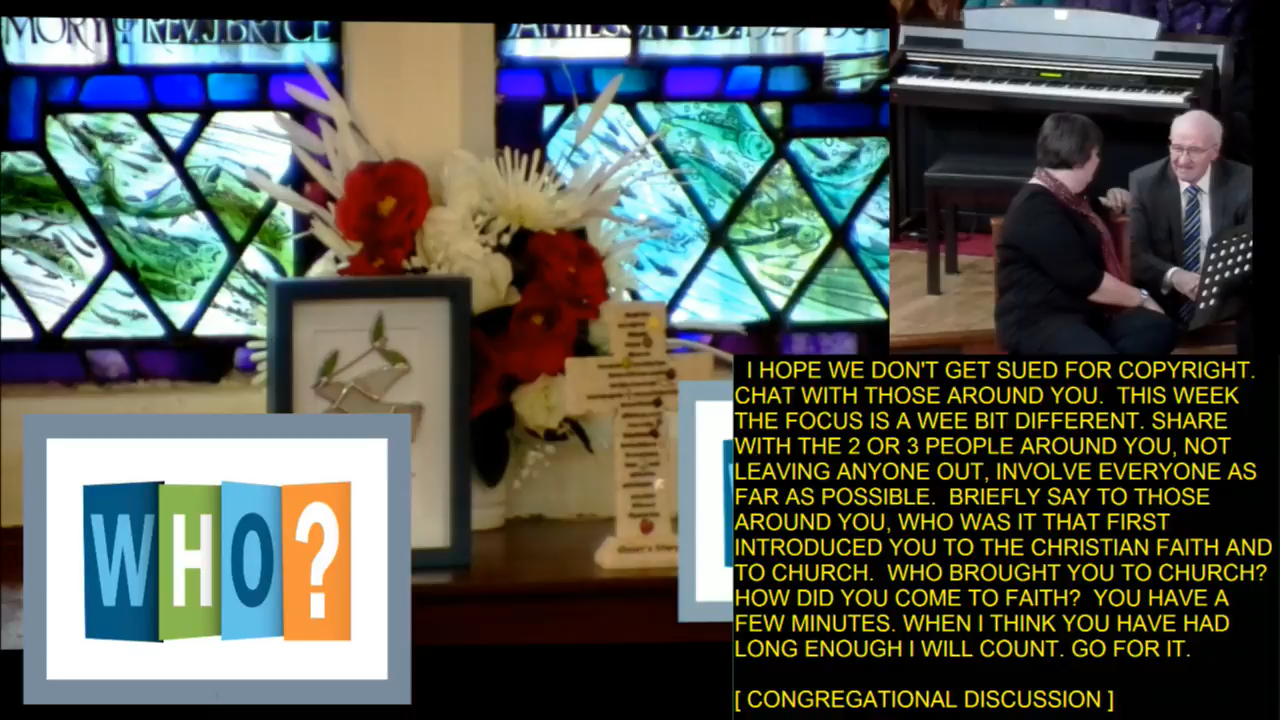 MORY REV. J. BRYCE
JAMIESON D.D. 1929
WHO?
I HOPE WE DON'T GET SUED FOR COPYRIGHT.
CHAT WITH THOSE AROUND YOU. THIS WEEK
THE FOCUS IS A WEE BIT DIFFERENT. SHARE
WITH THE 2 OR 3 PEOPLE AROUND YOU, NOT
LEAVING ANYONE OUT, INVOLVE EVERYONE AS
FAR AS POSSIBLE. BRIEFLY SAY TO THOSE
AROUND YOU, WHO WAS IT THAT FIRST
INTRODUCED YOU TO THE CHRISTIAN FAITH AND
TO CHURCH. WHO BROUGHT YOU TO CHURCH?
HOW DID YOU COME TO FAITH? YOU HAVE A
FEW MINUTES. WHEN I THINK YOU HAVE HAD
LONG ENOUGH I WILL COUNT. GO FOR IT.
[ CONGREGATIONAL DISCUSSION ]